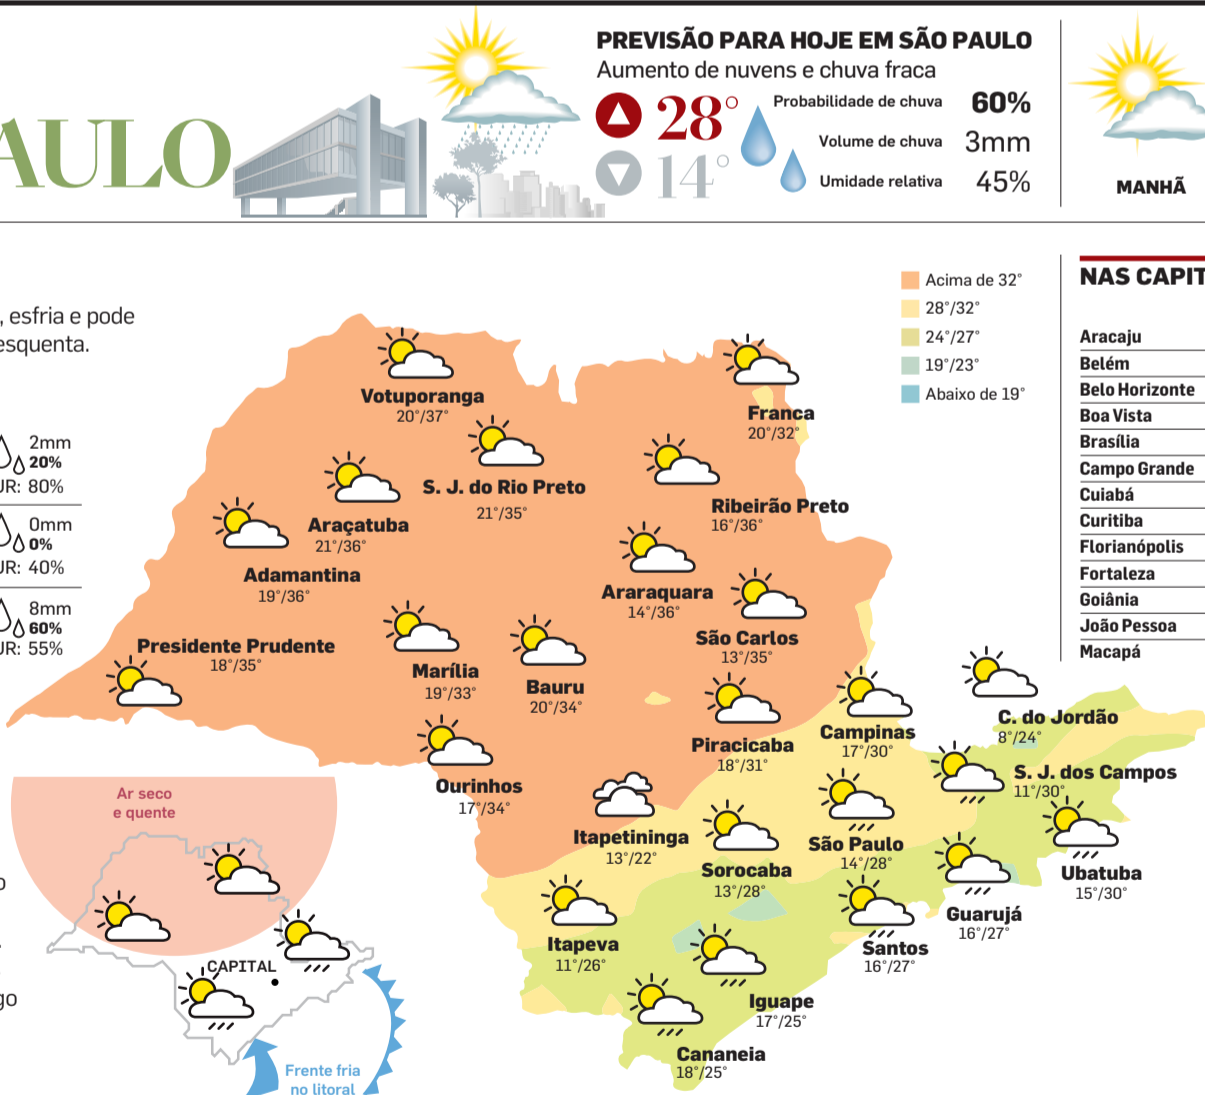 AULO
PREVISÃO PARA HOJE EM SÃO PAULO
Aumento de nuvens e chuva fraca
28°
14°
Probabilidade de chuva 60%
Volume de chuva 3mm
Umidade relativa 45%
MANHÃ
, esfria e pode
esquenta.
2mm
20%
UR: 80%
0mm
0%
UR: 40%
8mm
60%
UR: 55%
go
Acima de 32°
28°/32°
24°/27°
19°/23°
Abaixo de 19°
NAS CAPIT
Aracaju
Belém
Belo Horizonte
Boa Vista
Brasília
Campo Grande
Cuiabá
Curitiba
Florianópolis
Fortaleza
Goiânia
João Pessoa
Macapá
Votuporanga
20°/37°
Franca
20°/32°
S. J. do Rio Preto
21°/35°
Ribeirão Preto
16°/36°
Araçatuba
21°/36°
Adamantina
19°/36°
Araraquara
14°/36°
São Carlos
13°/35°
Presidente Prudente
18°/35°
Marília
19°/33°
Bauru
20°/34°
Piracicaba
18°/31°
Campinas
17°/30°
C. do Jordão
8°/24°
S. J. dos Campos
11°/30°
Ourinhos
17°/34°
Itapetininga
13°/22°
São Paulo
14°/28°
Sorocaba
13°/28°
Ubatuba
15°/30°
Guarujá
16°/27°
Itapeva
11°/26°
Santos
16°/27°
Iguape
17°/25°
Cananeia
18°/25°
Ar seco
e quente
CAPITAL
Frente fria
no litoral